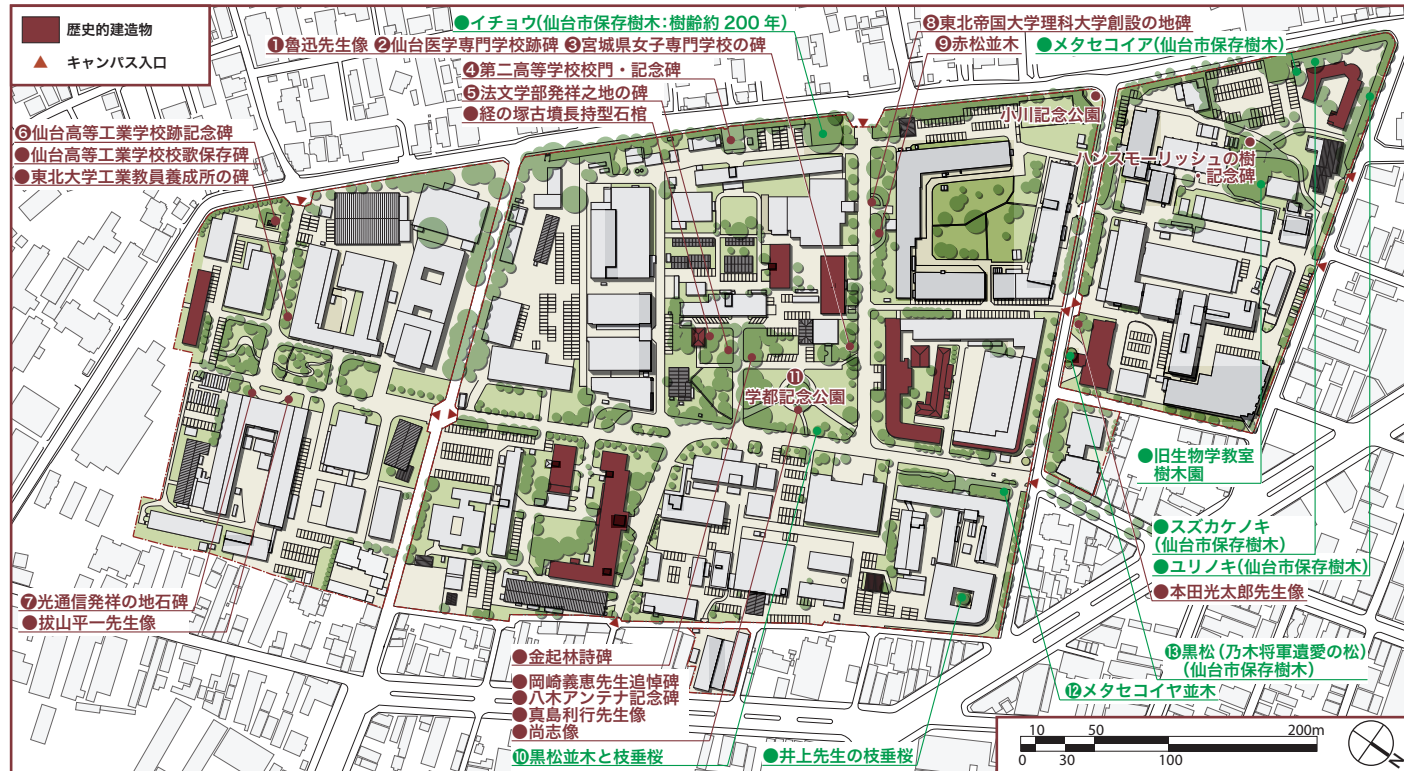 歴史的建造物
▲ キャンパス入口
●イチョウ(仙台市保存樹木:樹齢約 200 年)
❶魯迅先生像 ❷仙台医学専門学校跡碑 ❸宮城県女子専門学校の碑
❹第二高等学校校門・記念碑
❺法文学部発祥之地の碑
●経の塚古墳長持型石棺
❽東北帝国大学理科大学創設の地碑
❾赤松並木
●メタセコイア(仙台市保存樹木)
❻仙台高等工業学校跡記念碑
●仙台高等工業学校校歌保存碑
●東北大学工業教員養成所の碑
小川記念公園
ハンスモーリッシュの樹
・記念碑
⓫
学都記念公園
●旧生物学教室
樹木園
●スズカケノキ
(仙台市保存樹木)
●ユリノキ(仙台市保存樹木)
●本田光太郎先生像
❼光通信発祥の地石碑
●抜山平一先生像
⓭黒松(乃木将軍遺愛の松)
(仙台市保存樹木)
⓬メタセコイヤ並木
●金起林詩碑
●岡崎義恵先生追悼碑
●八木アンテナ記念碑
●真島利行先生像
●尚志像
❿黒松並木と枝垂桜
●井上先生の枝垂桜
10 50 200m
0 30 100
N